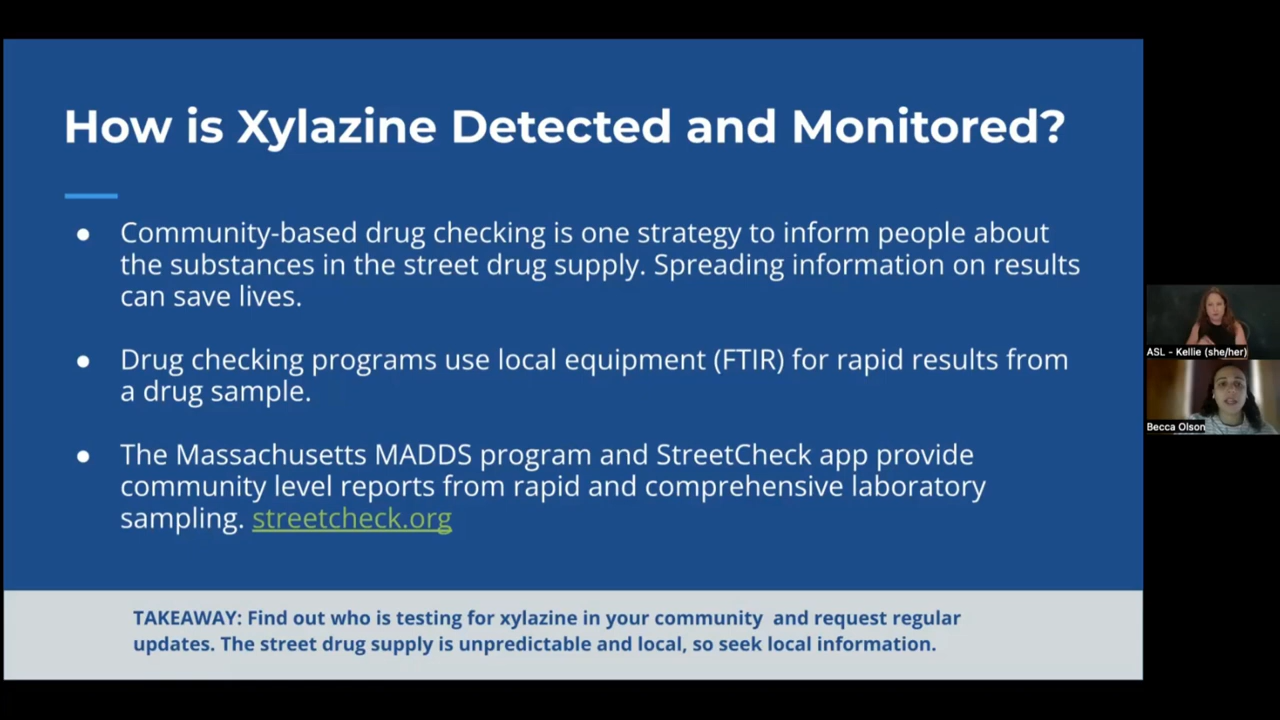 How is Xylazine Detected and Monitored?
● Community-based drug checking is one strategy to inform people about
the substances in the street drug supply. Spreading information on results
can save lives.
● Drug checking programs use local equipment (FTIR) for rapid results from
a drug sample.
● The Massachusetts MADDS program and StreetCheck app provide
community level reports from rapid and comprehensive laboratory
sampling. streetcheck.org
TAKEAWAY: Find out who is testing for xylazine in your community and request regular
updates. The street drug supply is unpredictable and local, so seek local information.
ASL - Kellie (she/her)
Becca Olson